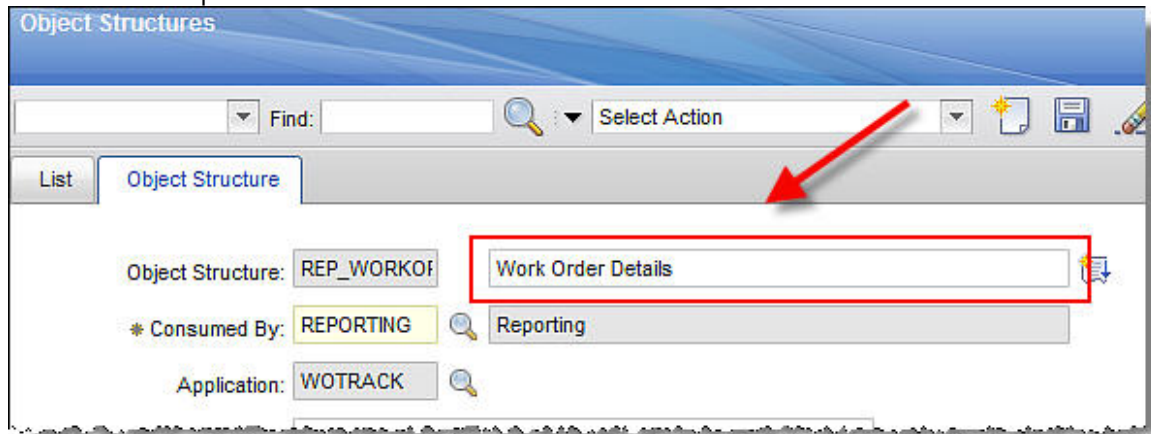 Object Structures
Find: Select Action
List Object Structure
Object Structure: REP_WORKOF Work Order Details
* Consumed By: REPORTING Reporting
Application: WOTRACK